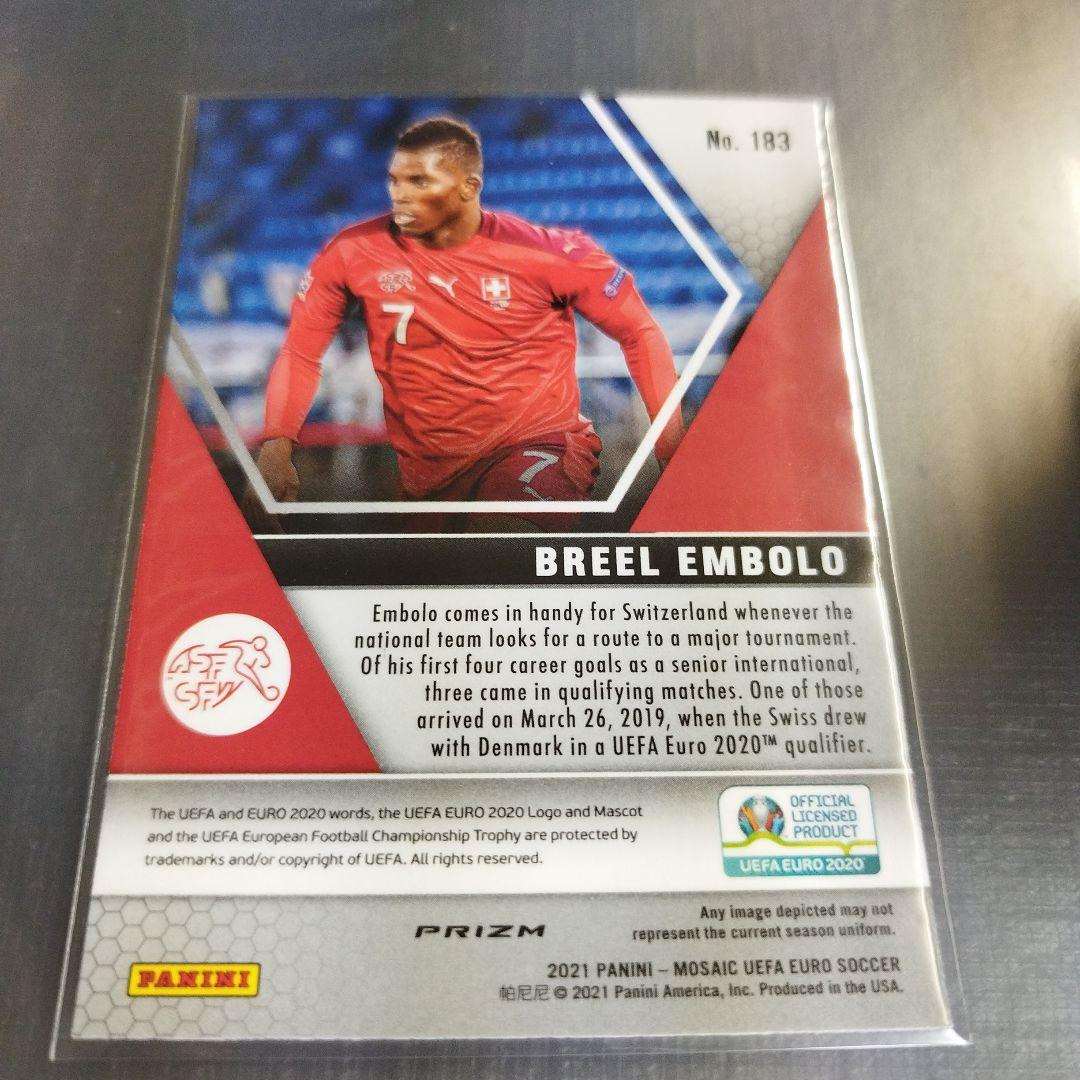 No. 183
7
7
BREEL EMBOLO
Embolo comes in handy for Switzerland whenever the
national team looks for a route to a major tournament.
Of his first four career goals as a senior international,
three came in qualifying matches. One of those
arrived on March 26, 2019, when the Swiss drew
with Denmark in a UEFA Euro 2020™ qualifier.
ASF
SFV
The UEFA and EURO 2020 words, the UEFA EURO 2020 Logo and Mascot
and the UEFA European Football Championship Trophy are protected by
trademarks and/or copyright of UEFA. All rights reserved.
OFFICIAL
LICENSED
PRODUCT
UEFA EURO 2020
Any image depicted may not
represent the current season uniform.
PRIZM
PANINI
2021 PANINI – MOSAIC UEFA EURO SOCCER
帕尼尼 © 2021 Panini America, Inc. Produced in the USA.